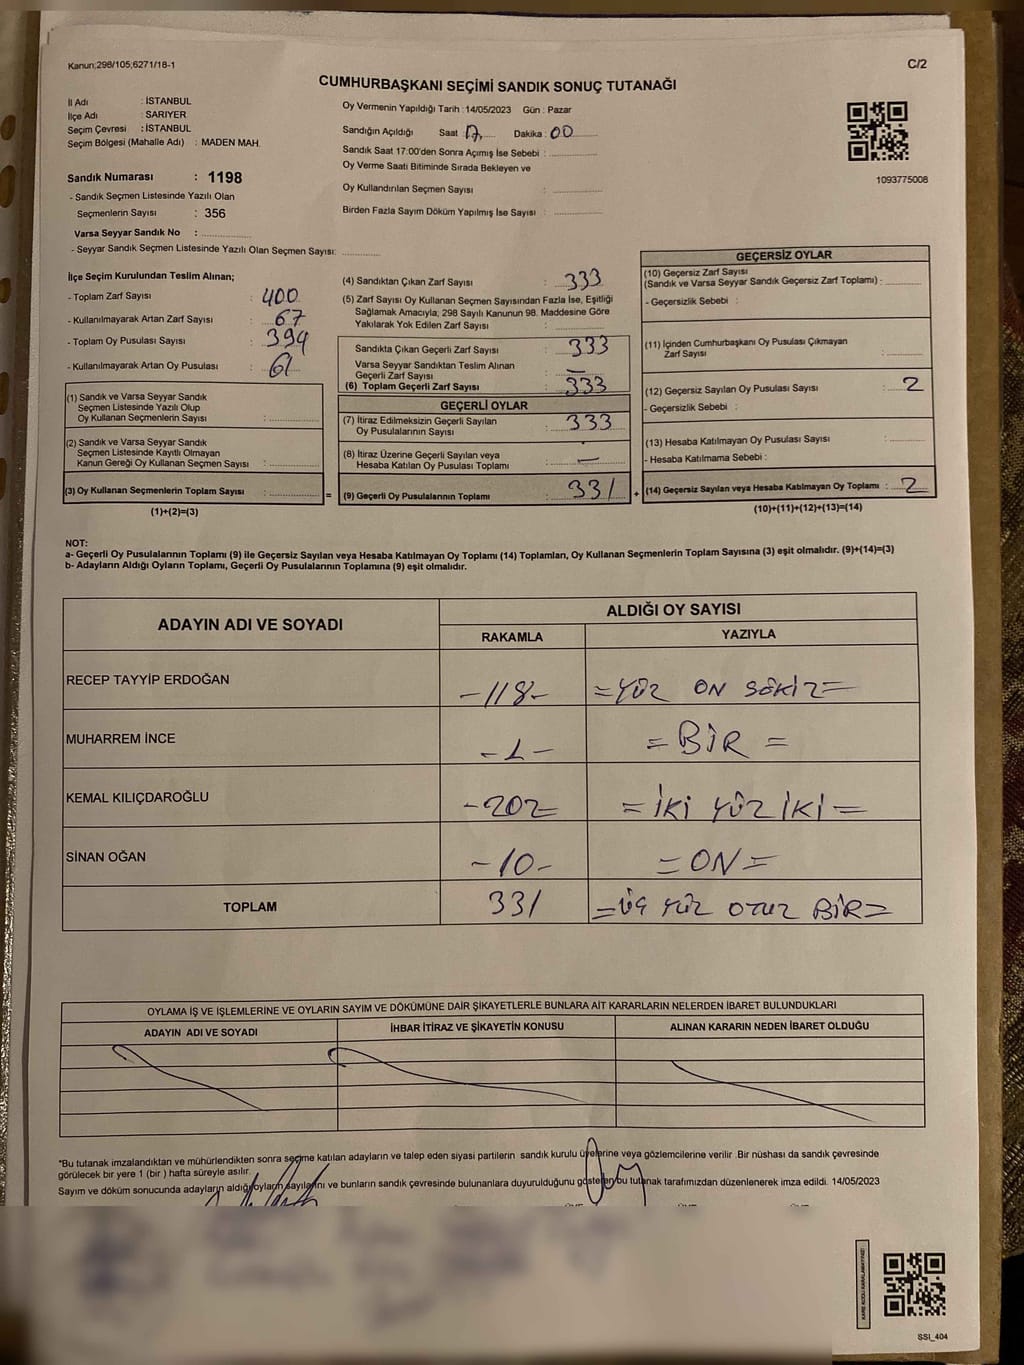 Kanun;298/105;6271/18-1
C/2
CUMHURBAŞKANI SEÇİMİ SANDIK SONUÇ TUTANAĞI
İl Adı : İSTANBUL
İlçe Adı : SARIYER
Seçim Çevresi : İSTANBUL
Seçim Bölgesi (Mahalle Adı) : MADEN MAH.
Sandık Numarası : 1198
- Sandık Seçmen Listesinde Yazılı Olan
Seçmenlerin Sayısı : 356
Varsa Seyyar Sandık No :
- Seyyar Sandık Seçmen Listesinde Yazılı Olan Seçmen Sayısı:
Oy Vermenin Yapıldığı Tarih : 14/05/2023 Gün : Pazar
Sandığın Açıldığı Saat : 17 Dakika : 00
Sandık Saat 17:00'den Sonra Açımış İse Sebebi :
Oy Verme Saati Bitiminde Sırada Bekleyen ve
Oy Kullandırılan Seçmen Sayısı :
Birden Fazla Sayım Döküm Yapılmış İse Sayısı :
1093775008
İlçe Seçim Kurulundan Teslim Alınan;
- Toplam Zarf Sayısı : 400
- Kullanılmayarak Artan Zarf Sayısı : 67
- Toplam Oy Pusulası Sayısı : 394
- Kullanılmayarak Artan Oy Pusulası : 61
(1) Sandık ve Varsa Seyyar Sandık
Seçmen Listesinde Yazılı Olup
Oy Kullanan Seçmenlerin Sayısı :
(2) Sandık ve Varsa Seyyar Sandık
Seçmen Listesinde Kayıtlı Olmayan
Kanun Gereği Oy Kullanan Seçmen Sayısı :
(3) Oy Kullanan Seçmenlerin Toplam Sayısı :
(1)+(2)=(3)
=
(4) Sandıktan Çıkan Zarf Sayısı : 333
(5) Zarf Sayısı Oy Kullanan Seçmen Sayısından Fazla İse, Eşitliği
Sağlamak Amacıyla, 298 Sayılı Kanunun 98. Maddesine Göre
Yakılarak Yok Edilen Zarf Sayısı :
Sandıkta Çıkan Geçerli Zarf Sayısı : 333
Varsa Seyyar Sandıktan Teslim Alınan
Geçerli Zarf Sayısı : —
(6) Toplam Geçerli Zarf Sayısı : 333
GEÇERLİ OYLAR
(7) İtiraz Edilmeksizin Geçerli Sayılan
Oy Pusulalarının Sayısı : 333
(8) İtiraz Üzerine Geçerli Sayılan veya
Hesaba Katılan Oy Pusulası Toplamı : —
(9) Geçerli Oy Pusulalarının Toplamı : 331
+
GEÇERSİZ OYLAR
(10) Geçersiz Zarf Sayısı
(Sandık ve Varsa Seyyar Sandık Geçersiz Zarf Toplamı) :
- Geçersizlik Sebebi :
(11) İçinden Cumhurbaşkanı Oy Pusulası Çıkmayan
Zarf Sayısı :
(12) Geçersiz Sayılan Oy Pusulası Sayısı : 2
- Geçersizlik Sebebi :
(13) Hesaba Katılmayan Oy Pusulası Sayısı :
- Hesaba Katılmama Sebebi :
(14) Geçersiz Sayılan veya Hesaba Katılmayan Oy Toplamı : 2
(10)+(11)+(12)+(13)=(14)
NOT:
a- Geçerli Oy Pusulalarının Toplamı (9) ile Geçersiz Sayılan veya Hesaba Katılmayan Oy Toplamı (14) Toplamları, Oy Kullanan Seçmenlerin Toplam Sayısına (3) eşit olmalıdır. (9)+(14)=(3)
b- Adayların Aldığı Oyların Toplamı, Geçerli Oy Pusulalarının Toplamına (9) eşit olmalıdır.
ADAYIN ADI VE SOYADI
ALDIĞI OY SAYISI
RAKAMLA YAZIYLA
RECEP TAYYİP ERDOĞAN -118- =YÜZ ON SEKİZ=
MUHARREM İNCE -1- =BİR=
KEMAL KILIÇDAROĞLU -202= =İKİ YÜZ İKİ=
SİNAN OĞAN -10- =ON=
TOPLAM 331 =ÜÇ YÜZ OTUZ BİR=
OYLAMA İŞ VE İŞLEMLERİNE VE OYLARIN SAYIM VE DÖKÜMÜNE DAİR ŞİKAYETLERLE BUNLARA AİT KARARLARIN NELERDEN İBARET BULUNDUKLARI
ADAYIN ADI VE SOYADI İHBAR İTİRAZ VE ŞİKAYETİN KONUSU ALINAN KARARIN NEDEN İBARET OLDUĞU
*Bu tutanak imzalandıktan ve mühürlendikten sonra seçime katılan adayların ve talep eden siyasi partilerin sandık kurulu üyelerine veya gözlemcilerine verilir .Bir nüshası da sandık çevresinde
görülecek bir yere 1 (bir ) hafta süreyle asılır.
Sayım ve döküm sonucunda adayların aldığı oyların sayılarını ve bunların sandık çevresinde bulunanlara duyurulduğunu gösteren bu tutanak tarafımızdan düzenlenerek imza edildi. 14/05/2023
SSI_404